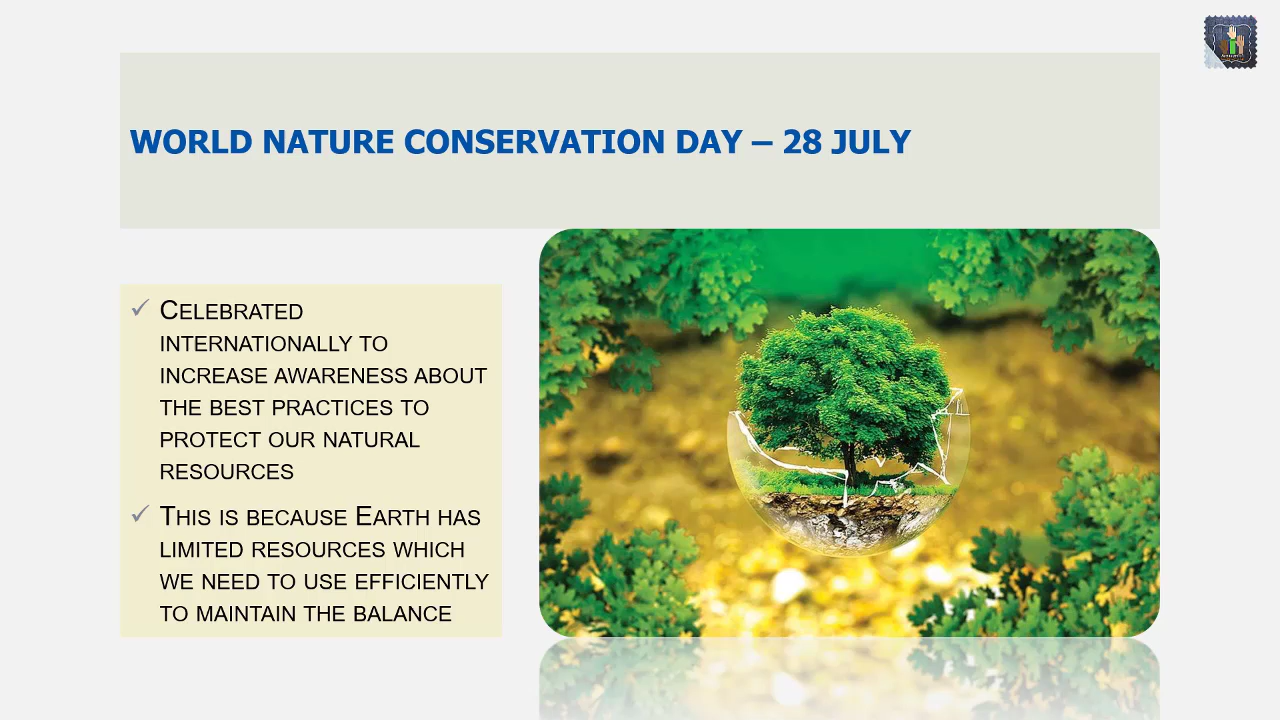 WORLD NATURE CONSERVATION DAY – 28 JULY
CELEBRATED
INTERNATIONALLY TO
INCREASE AWARENESS ABOUT
THE BEST PRACTICES TO
PROTECT OUR NATURAL
RESOURCES
THIS IS BECAUSE EARTH HAS
LIMITED RESOURCES WHICH
WE NEED TO USE EFFICIENTLY
TO MAINTAIN THE BALANCE